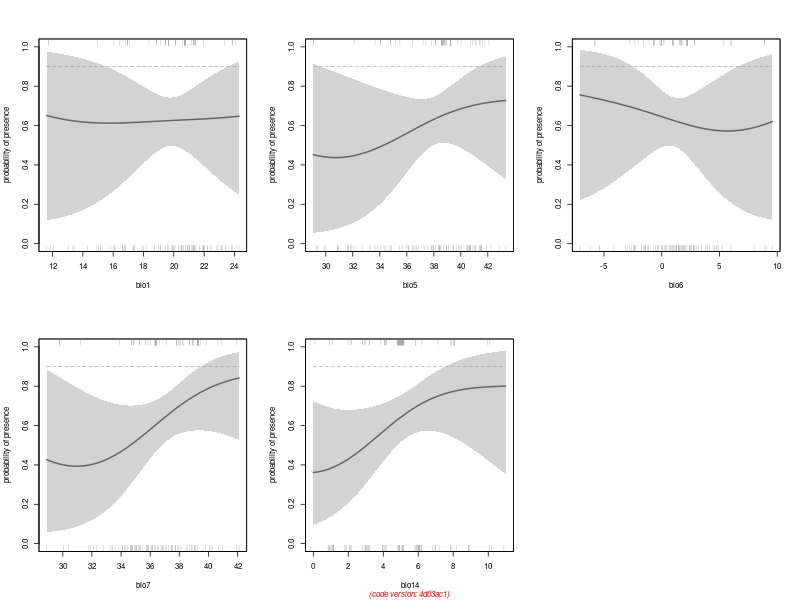 probability of presence
0.0 0.2 0.4 0.6 0.8 1.0
12 14 16 18 20 22 24
bio1
probability of presence
0.0 0.2 0.4 0.6 0.8 1.0
30 32 34 36 38 40 42
bio5
probability of presence
0.0 0.2 0.4 0.6 0.8 1.0
-5 0 5 10
bio6
probability of presence
0.0 0.2 0.4 0.6 0.8 1.0
30 32 34 36 38 40 42
bio7
probability of presence
0.0 0.2 0.4 0.6 0.8 1.0
0 2 4 6 8 10
bio14
(code version: 4d03ac1)